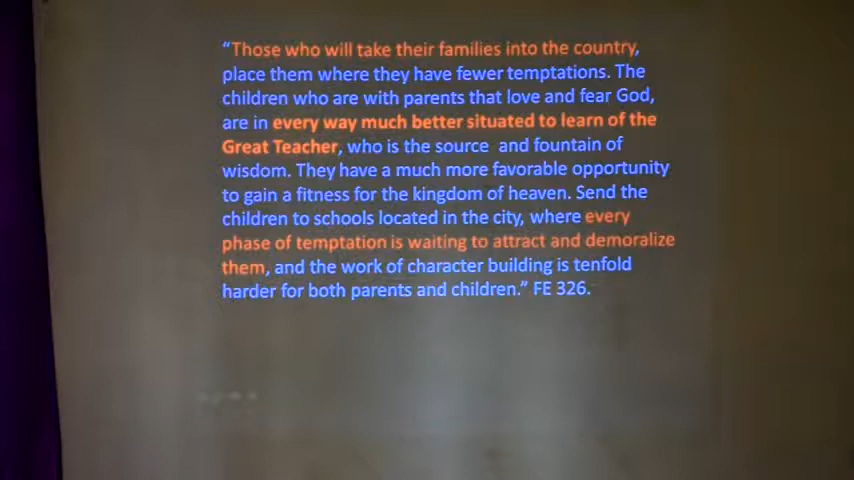 “Those who will take their families into the country,
place them where they have fewer temptations. The
children who are with parents that love and fear God,
are in every way much better situated to learn of the
Great Teacher, who is the source and fountain of
wisdom. They have a much more favorable opportunity
to gain a fitness for the kingdom of heaven. Send the
children to schools located in the city, where every
phase of temptation is waiting to attract and demoralize
them, and the work of character building is tenfold
harder for both parents and children.” FE 326.